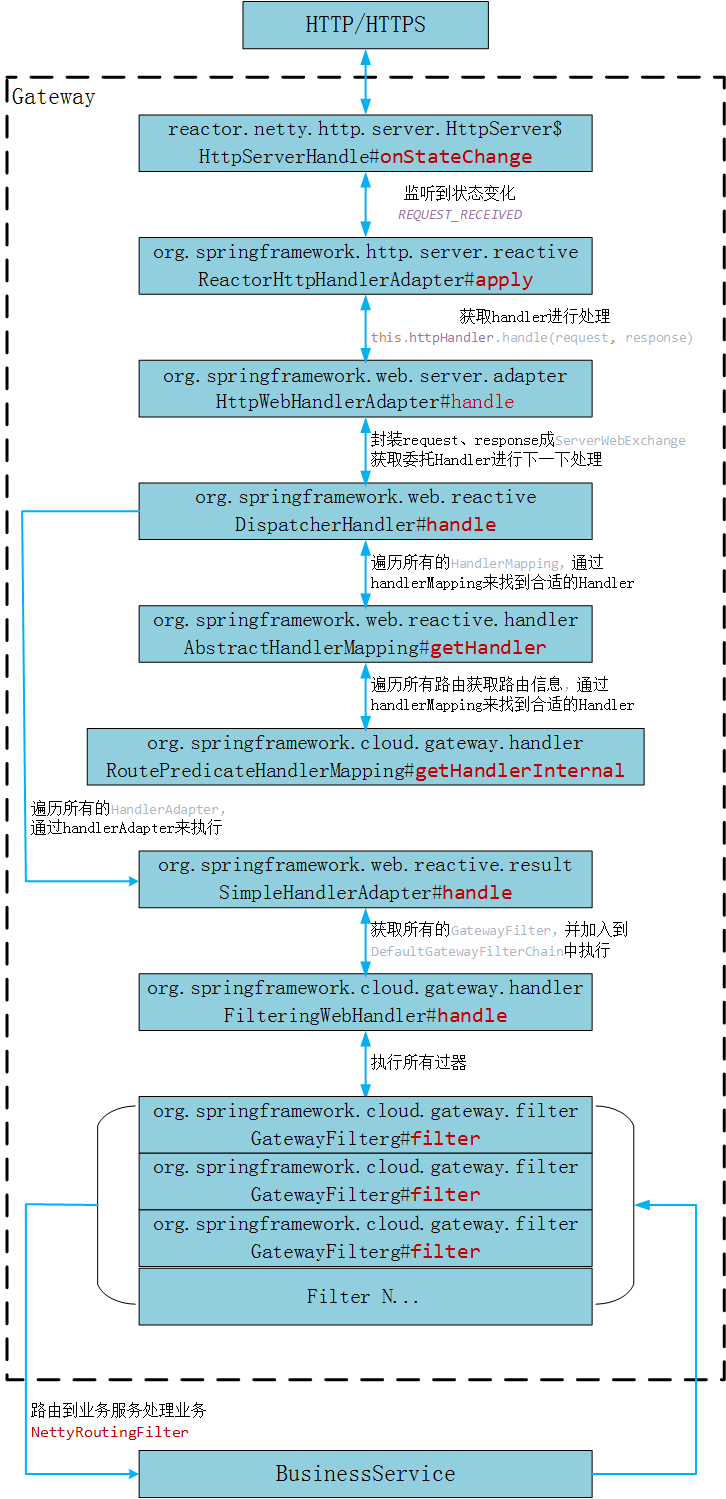 HTTP/HTTPS
Gateway
reactor.netty.http.server.HttpServer$
HttpServerHandle#onStateChange
监听到状态变化
REQUEST_RECEIVED
org.springframework.http.server.reactive
ReactorHttpHandlerAdapter#apply
获取handler进行处理
this.httpHandler.handle(request, response)
org.springframework.web.server.adapter
HttpWebHandlerAdapter#handle
封装request、response成ServerWebExchange
获取委托Handler进行下一下处理
org.springframework.web.reactive
DispatcherHandler#handle
遍历所有的HandlerMapping，通过
handlerMapping来找到合适的Handler
org.springframework.web.reactive.handler
AbstractHandlerMapping#getHandler
遍历所有路由获取路由信息，通过
handlerMapping来找到合适的Handler
org.springframework.cloud.gateway.handler
RoutePredicateHandlerMapping#getHandlerInternal
遍历所有的HandlerAdapter，
通过handlerAdapter来执行
org.springframework.web.reactive.result
SimpleHandlerAdapter#handle
获取所有的GatewayFilter，并加入到
DefaultGatewayFilterChain中执行
org.springframework.cloud.gateway.handler
FilteringWebHandler#handle
执行所有过器
org.springframework.cloud.gateway.filter
GatewayFilterg#filter
org.springframework.cloud.gateway.filter
GatewayFilterg#filter
org.springframework.cloud.gateway.filter
GatewayFilterg#filter
Filter N...
路由到业务服务处理业务
NettyRoutingFilter
BusinessService